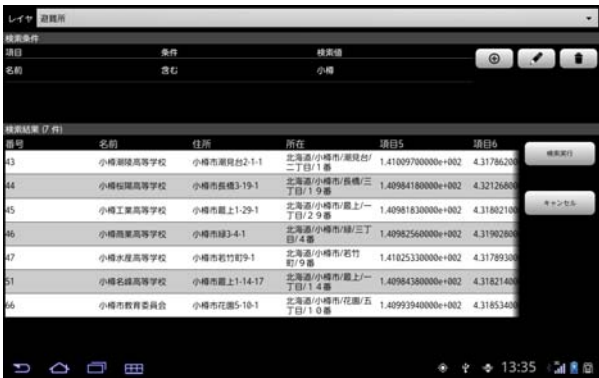 レイヤ 避難所
検索条件
項目 条件 検索値
名前 含む 小樽
検索結果 (7 件)
番号 名前 住所 所在 項目5 項目6
43 小樽潮陵高等学校 小樽市潮見台2-1-1 北海道/小樽市/潮見台/二丁目/1番 1.41009700000e+002 4.31786200
検索実行
44 小樽桜陽高等学校 小樽市長橋3-19-1 北海道/小樽市/長橋/三丁目/19番 1.40984180000e+002 4.32126800
45 小樽工業高等学校 小樽市最上1-29-1 北海道/小樽市/最上/一丁目/29番 1.40981830000e+002 4.31802100
キャンセル
46 小樽商業高等学校 小樽市緑3-4-1 北海道/小樽市/緑/三丁目/4番 1.40982560000e+002 4.31902800
47 小樽水産高等学校 小樽市若竹町9-1 北海道/小樽市/若竹町/9番 1.41025330000e+002 4.31789300
51 小樽名峰高等学校 小樽市最上1-14-17 北海道/小樽市/最上/一丁目/14番 1.40984380000e+002 4.31821400
66 小樽市教育委員会 小樽市花園5-10-1 北海道/小樽市/花園/五丁目/10番 1.40993940000e+002 4.31853400
13:35